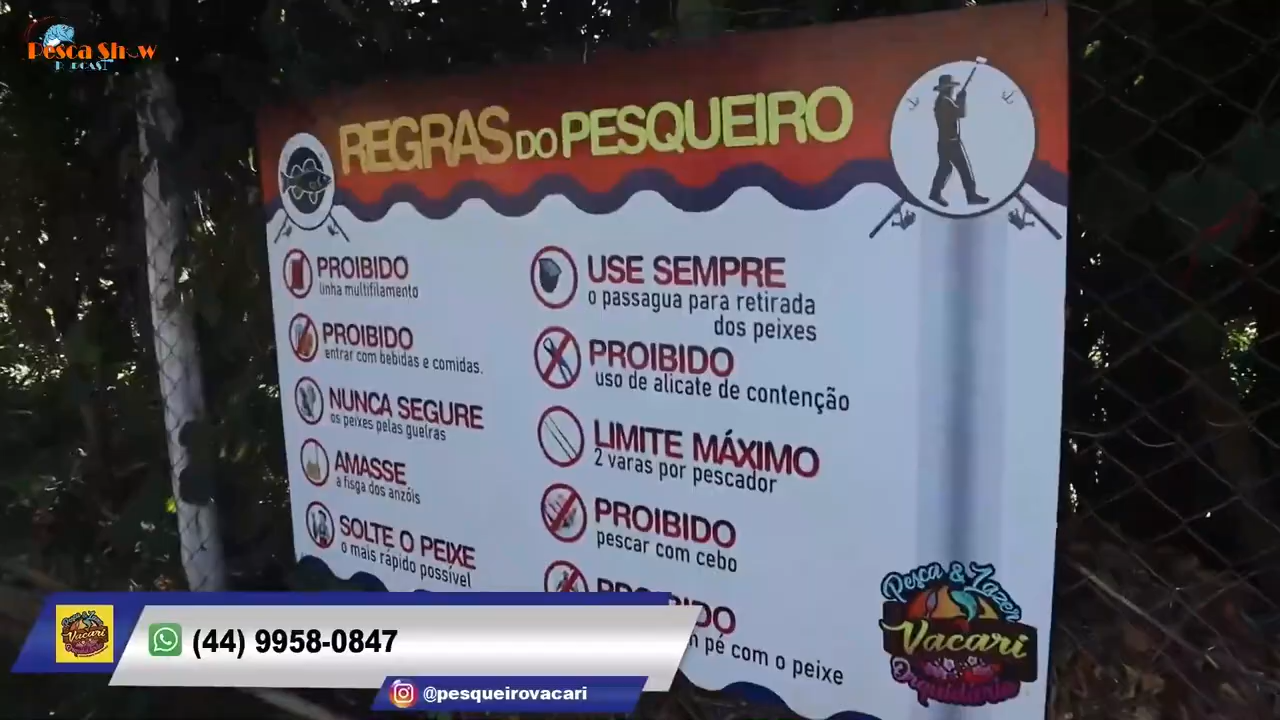 Pesca Show
PODCAST
REGRAS DO PESQUEIRO
PROIBIDO
linha multifilamento
PROIBIDO
entrar com bebidas e comidas.
NUNCA SEGURE
os peixes pelas guelras
AMASSE
a fisga dos anzóis
SOLTE O PEIXE
o mais rápido possível
USE SEMPRE
o passagua para retirada
dos peixes
PROIBIDO
uso de alicate de contenção
LIMITE MÁXIMO
2 varas por pescador
PROIBIDO
pescar com cebo
pé com o peixe
Pesca & Lazer
Vacari
Orquidário
Vacari
(44) 9958-0847
@pesqueirovacari